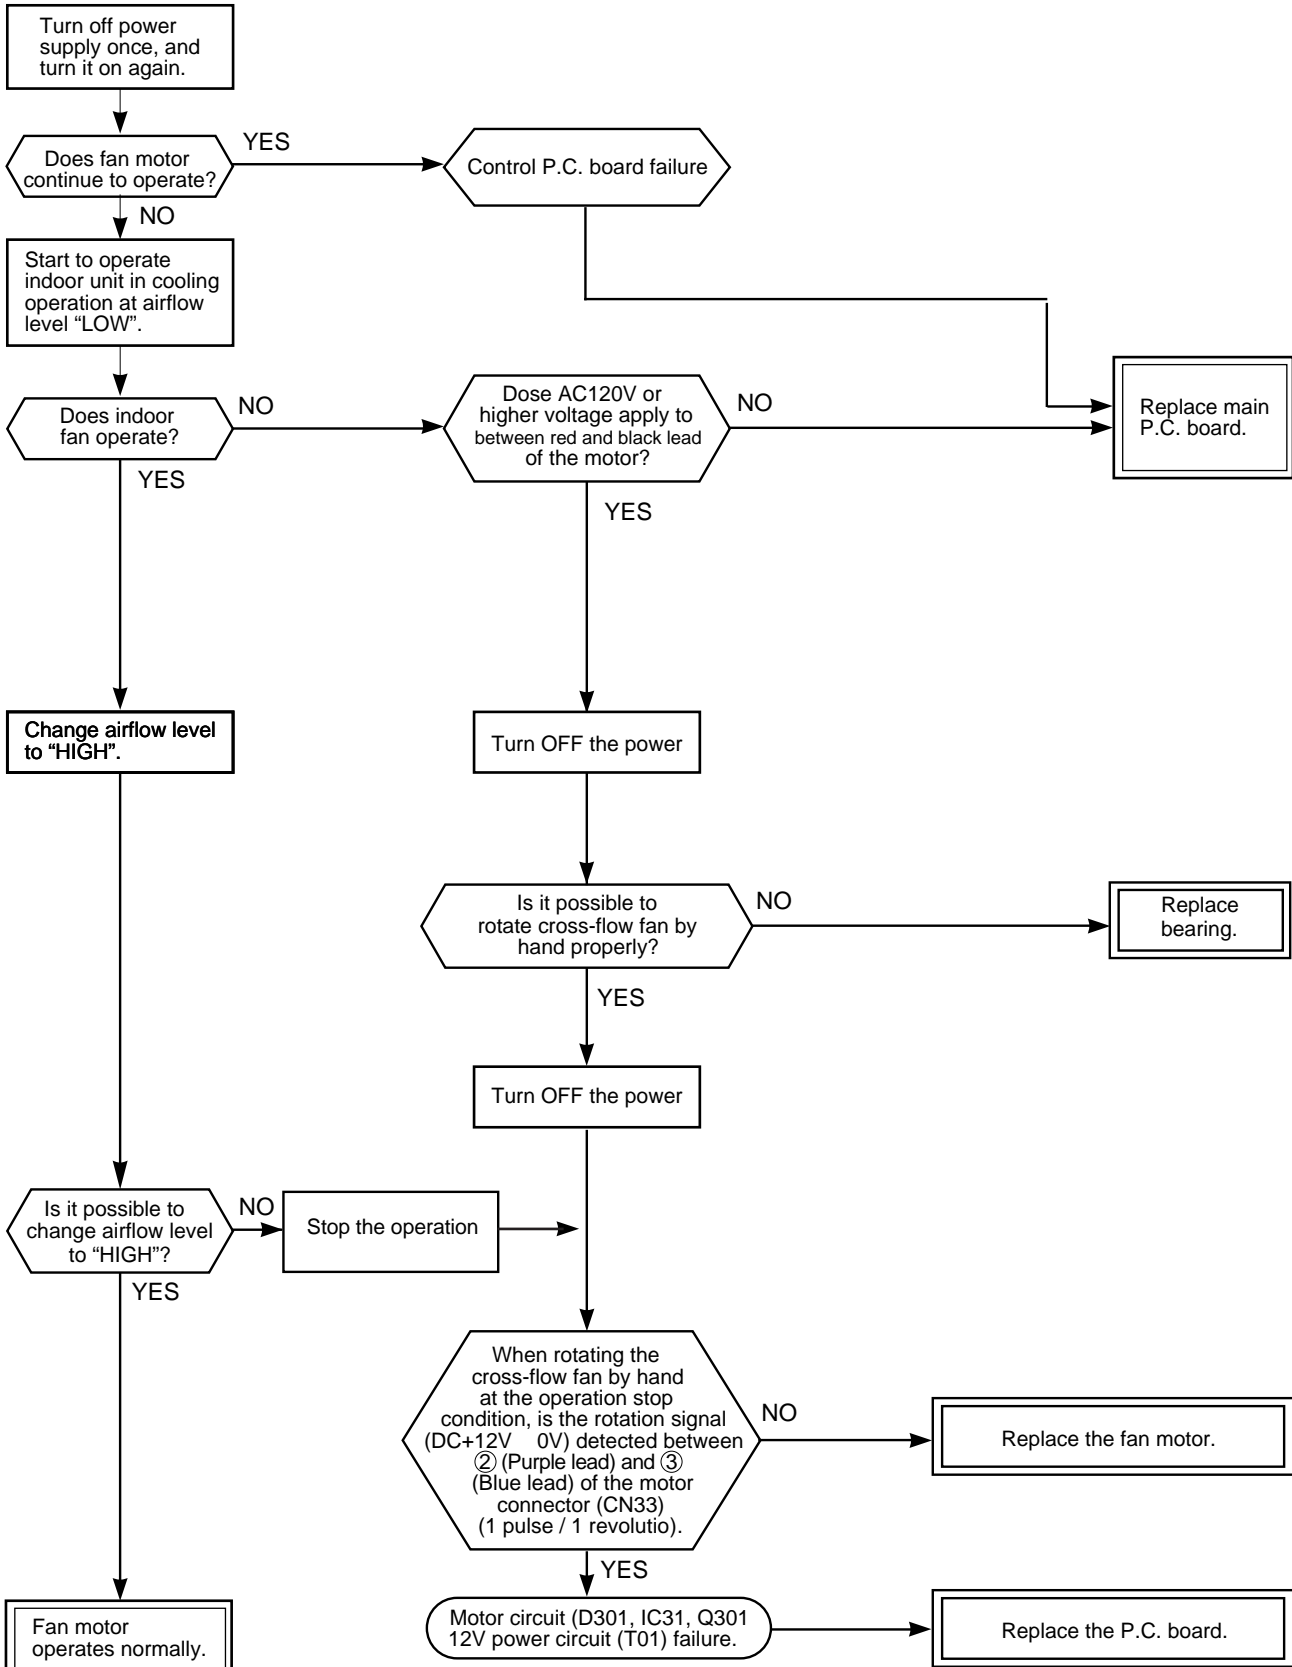 Turn off power
supply once, and
turn it on again.
YES
Does fan motor
continue to operate?
Control P.C. board failure
NO
Start to operate
indoor unit in cooling
operation at airflow
level “LOW”.
Does indoor
fan operate?
NO
Dose AC120V or
higher voltage apply to
between red and black lead
of the motor?
NO
Replace main
P.C. board.
YES
YES
Change airflow level
to “HIGH”.
Turn OFF the power
Is it possible to
rotate cross-flow fan by
hand properly?
NO
Replace
bearing.
YES
Turn OFF the power
Is it possible to
change airflow level
to “HIGH”?
NO
Stop the operation
YES
When rotating the
cross-flow fan by hand
at the operation stop
condition, is the rotation signal
(DC+12V 0V) detected between
② (Purple lead) and ③
(Blue lead) of the motor
connector (CN33)
(1 pulse / 1 revolutio).
NO
Replace the fan motor.
YES
Fan motor
operates normally.
Motor circuit (D301, IC31, Q301
12V power circuit (T01) failure.
Replace the P.C. board.